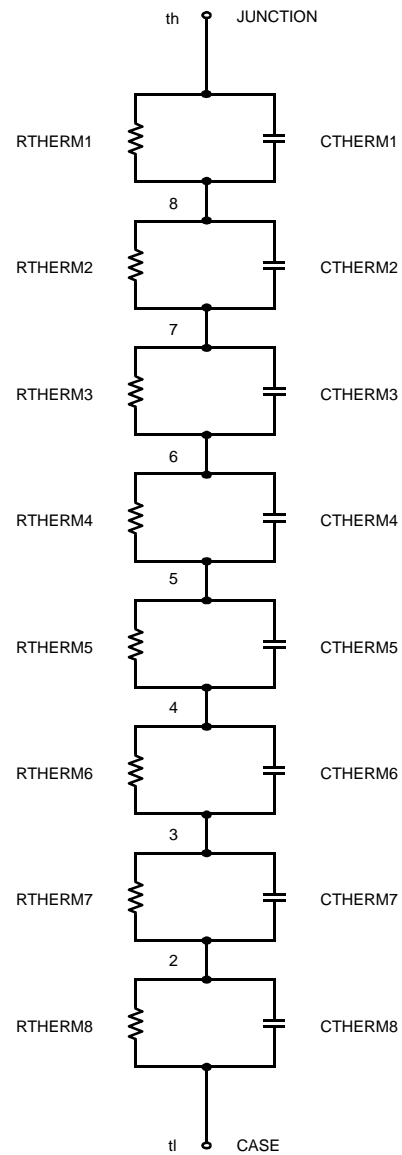 th JUNCTION
RTHERM1 CTHERM1
8
RTHERM2 CTHERM2
7
RTHERM3 CTHERM3
6
RTHERM4 CTHERM4
5
RTHERM5 CTHERM5
4
RTHERM6 CTHERM6
3
RTHERM7 CTHERM7
2
RTHERM8 CTHERM8
tl CASE